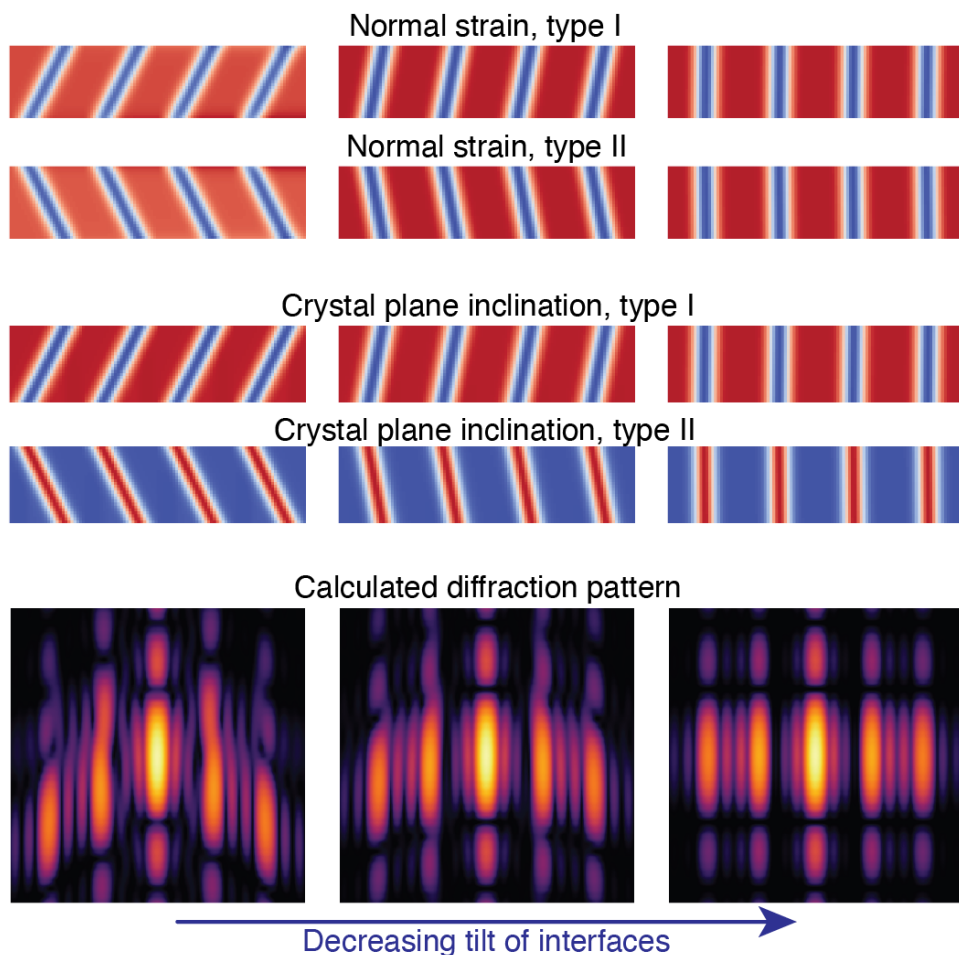 Normal strain, type I
Normal strain, type II
Crystal plane inclination, type I
Crystal plane inclination, type II
Calculated diffraction pattern
Decreasing tilt of interfaces